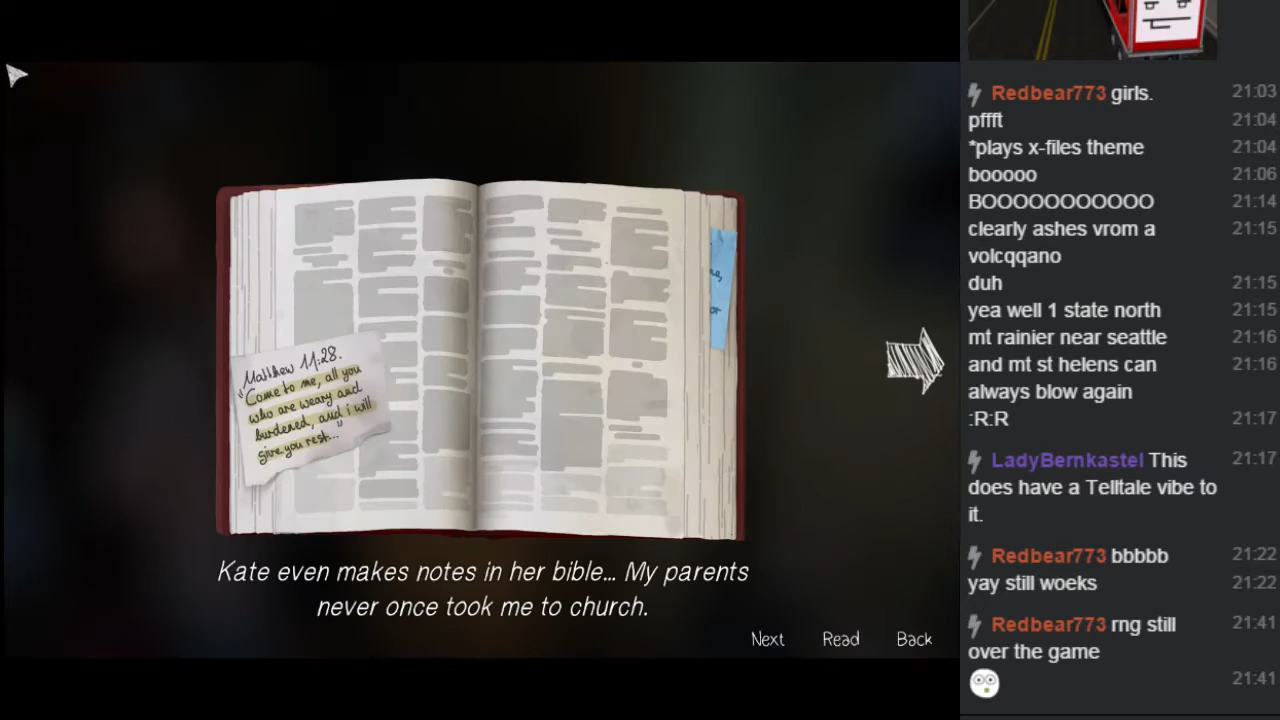 Matthew 11:28.
"Come to me, all you
who are weary and
burdened, and i will
give you rest..."
Kate even makes notes in her bible... My parents
never once took me to church.
Next Read Back
Redbear773 girls. 21:03
pffft 21:04
*plays x-files theme 21:04
booooo 21:06
BOOOOOOOOOOO 21:14
clearly ashes vrom a 21:15
volcqqano
duh 21:15
yea well 1 state north 21:15
mt rainier near seattle 21:16
and mt st helens can 21:16
always blow again
:R:R 21:17
LadyBernkastel This 21:17
does have a Telltale vibe to
it.
Redbear773 bbbbb 21:22
yay still woeks 21:22
Redbear773 rng still 21:41
over the game
21:41